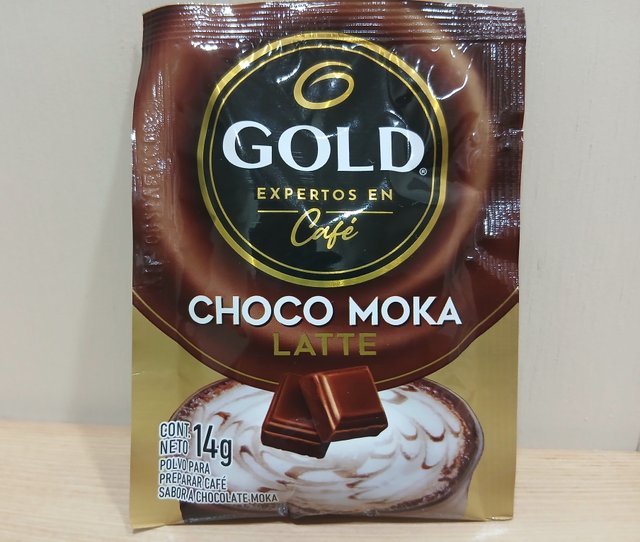 GOLD®
EXPERTOS EN
Café
CHOCO MOKA
LATTE
CONT.
NETO 14g
POLVO PARA
PREPARAR CAFÉ
SABOR A CHOCOLATE MOKA